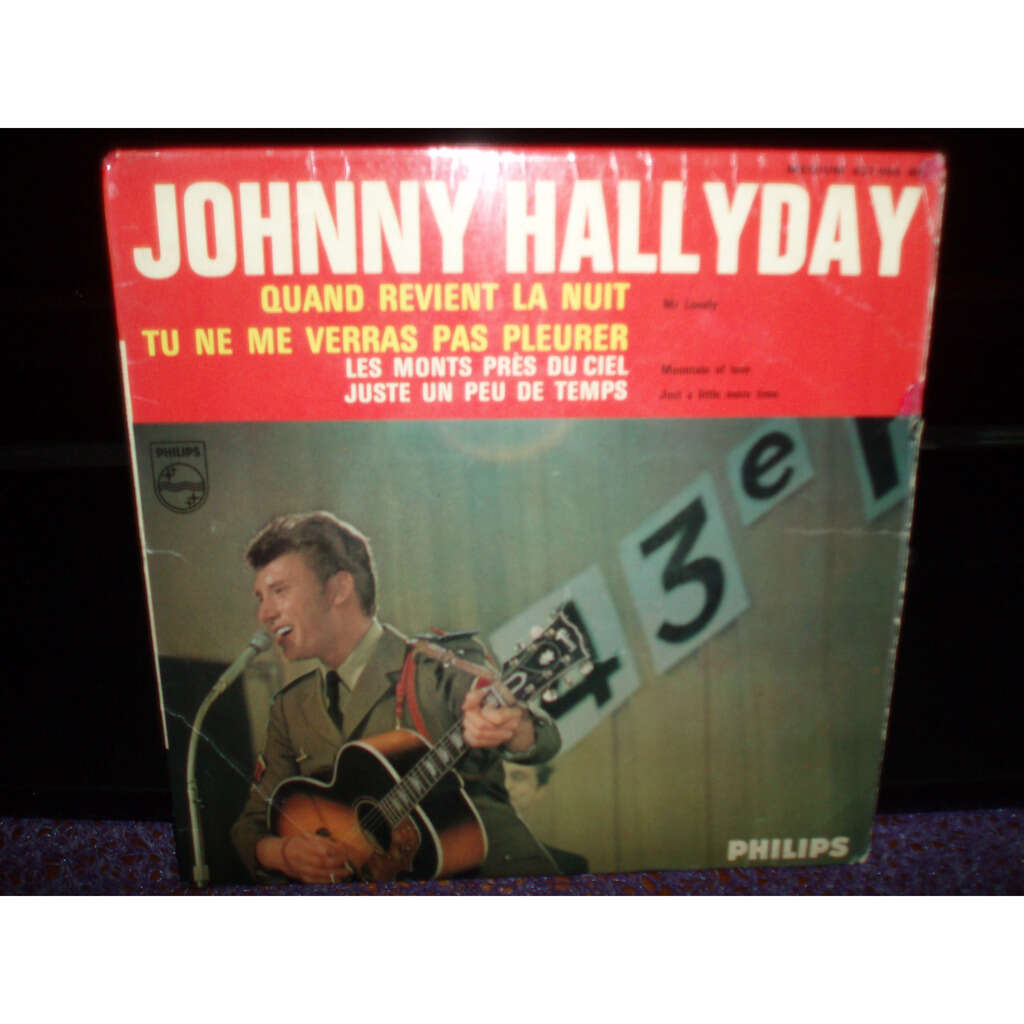 JOHNNY HALLYDAY
QUAND REVIENT LA NUIT
Mr Lonely
TU NE ME VERRAS PAS PLEURER
LES MONTS PRÈS DU CIEL
Mountain of love
JUSTE UN PEU DE TEMPS
Just a little more time
PHILIPS
43e
PHILIPS